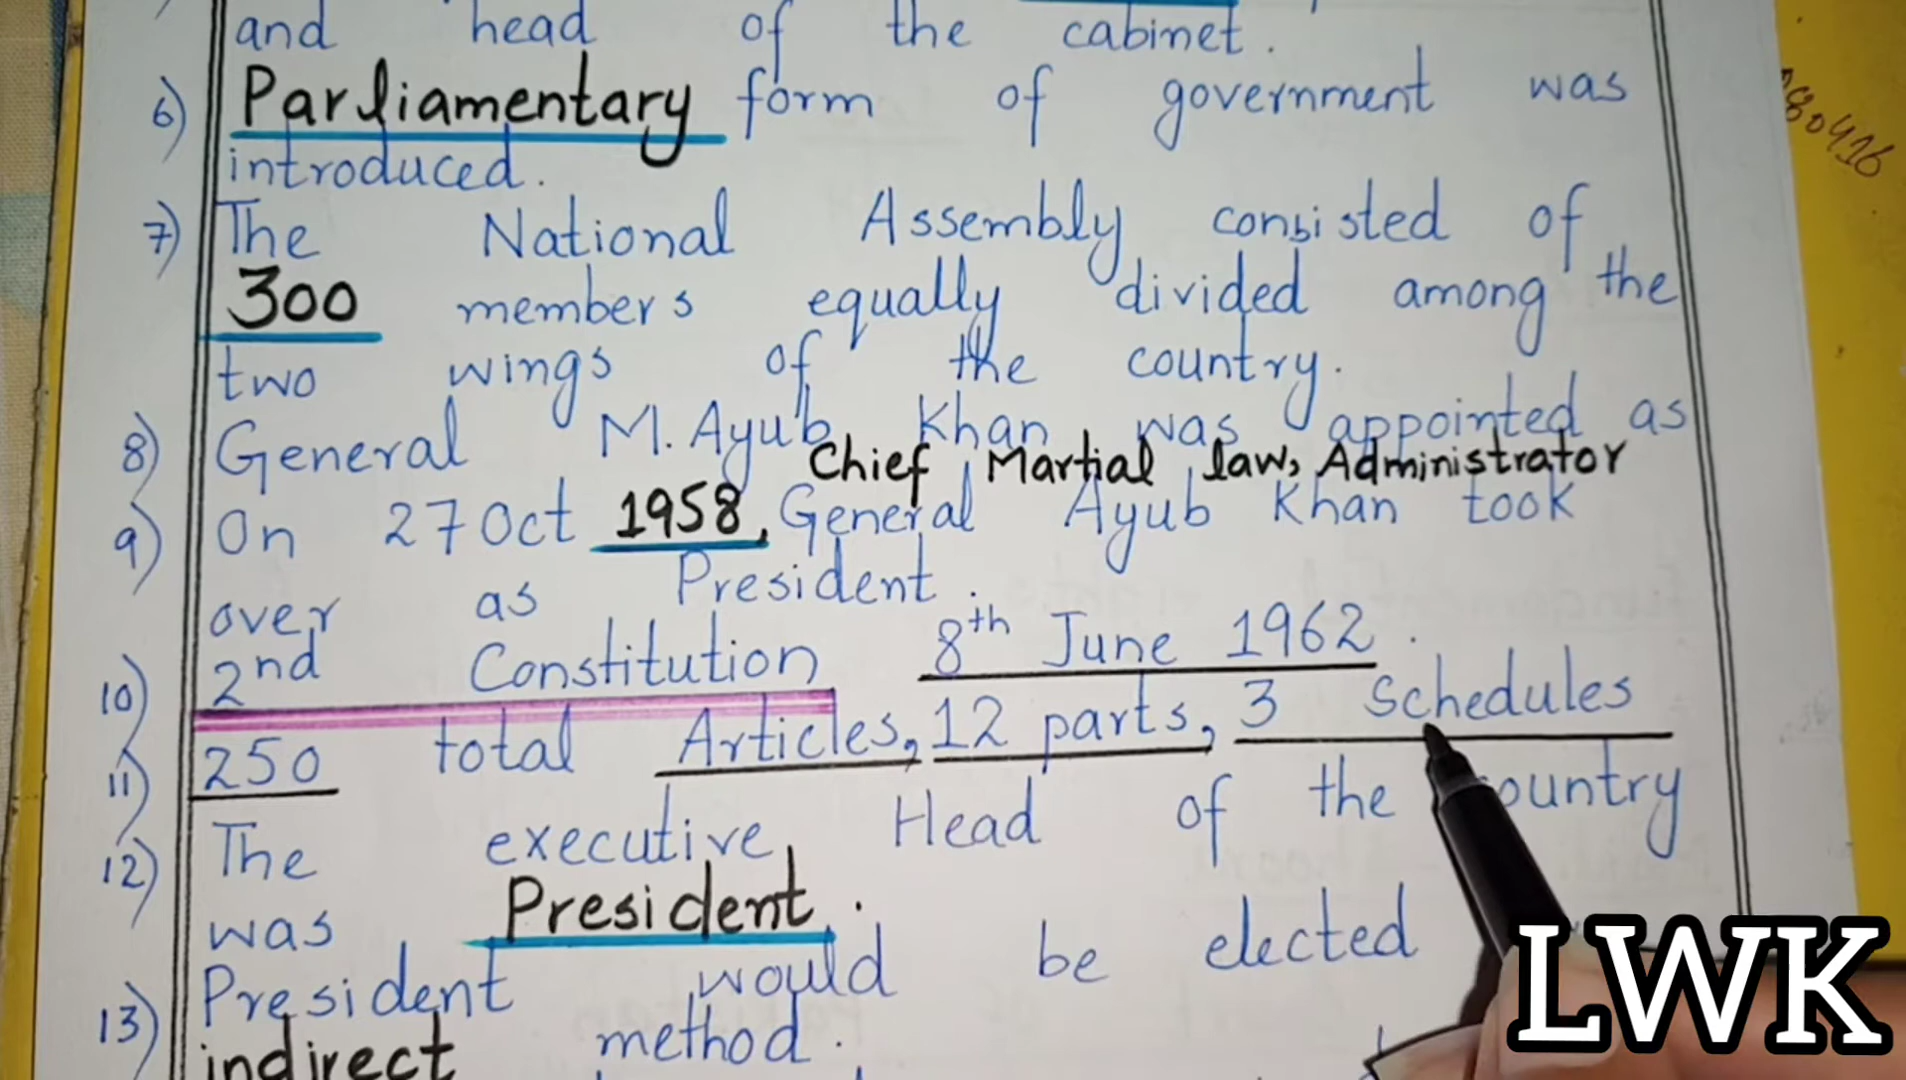 and head of the cabinet.
6) Parliamentary form of government was
introduced.
7) The National Assembly consisted of
300 members equally divided among the
two wings of the country.
8) General M. Ayub Khan was appointed as
Chief Martial law, Administrator
9) On 27 Oct 1958, General Ayub Khan took
over as President.
10) 2nd Constitution 8th June 1962.
11) 250 total Articles, 12 parts, 3 Schedules
12) The executive Head of the country
was President.
13) President would be elected
indirect method.
80416
LWK